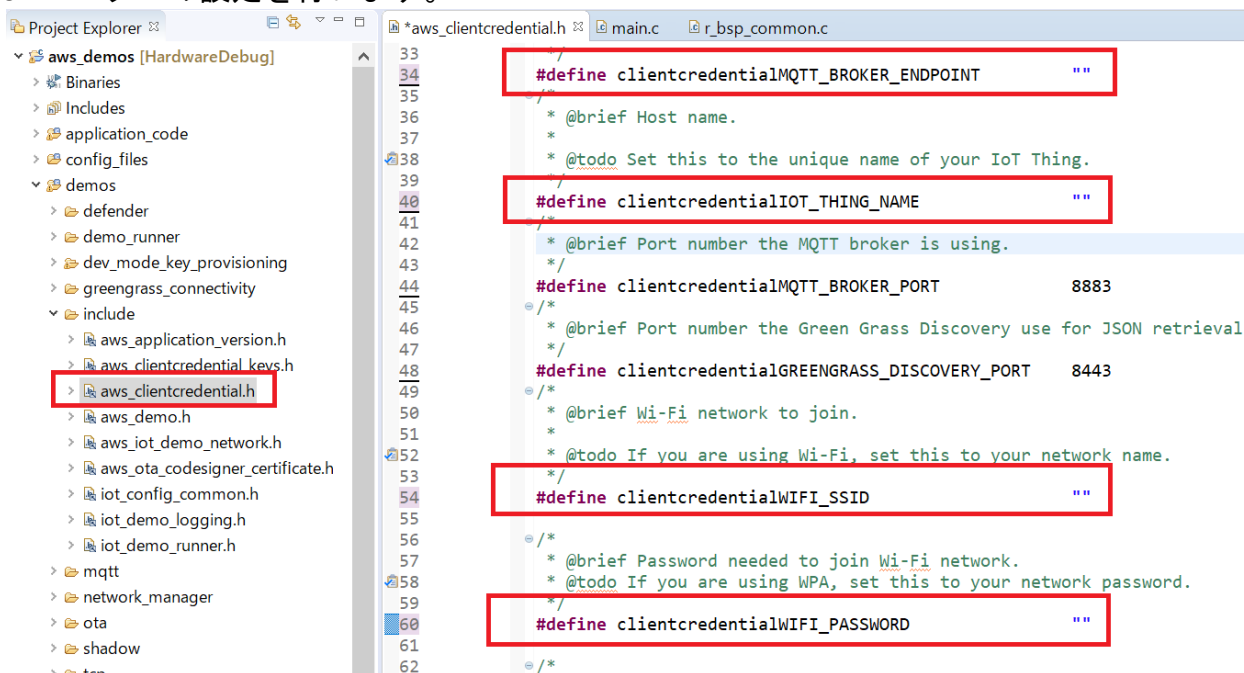 設定を行います。
Project Explorer
aws_demos [HardwareDebug]
Binaries
Includes
application_code
config_files
demos
defender
demo_runner
dev_mode_key_provisioning
greengrass_connectivity
include
aws_application_version.h
aws_clientcredential_keys.h
aws_clientcredential.h
aws_demo.h
aws_iot_demo_network.h
aws_ota_codesigner_certificate.h
iot_config_common.h
iot_demo_logging.h
iot_demo_runner.h
mqtt
network_manager
ota
shadow
*aws_clientcredential.h main.c r_bsp_common.c
33 */
34 #define clientcredentialMQTT_BROKER_ENDPOINT ""
35 /*
36 * @brief Host name.
37 *
38 * @todo Set this to the unique name of your IoT Thing.
39 */
40 #define clientcredentialIOT_THING_NAME ""
41 /*
42 * @brief Port number the MQTT broker is using.
43 */
44 #define clientcredentialMQTT_BROKER_PORT 8883
45 /*
46 * @brief Port number the Green Grass Discovery use for JSON retrieval
47 */
48 #define clientcredentialGREENGRASS_DISCOVERY_PORT 8443
49 /*
50 * @brief Wi-Fi network to join.
51 *
52 * @todo If you are using Wi-Fi, set this to your network name.
53 */
54 #define clientcredentialWIFI_SSID ""
55
56 /*
57 * @brief Password needed to join Wi-Fi network.
58 * @todo If you are using WPA, set this to your network password.
59 */
60 #define clientcredentialWIFI_PASSWORD ""
61
62 /*